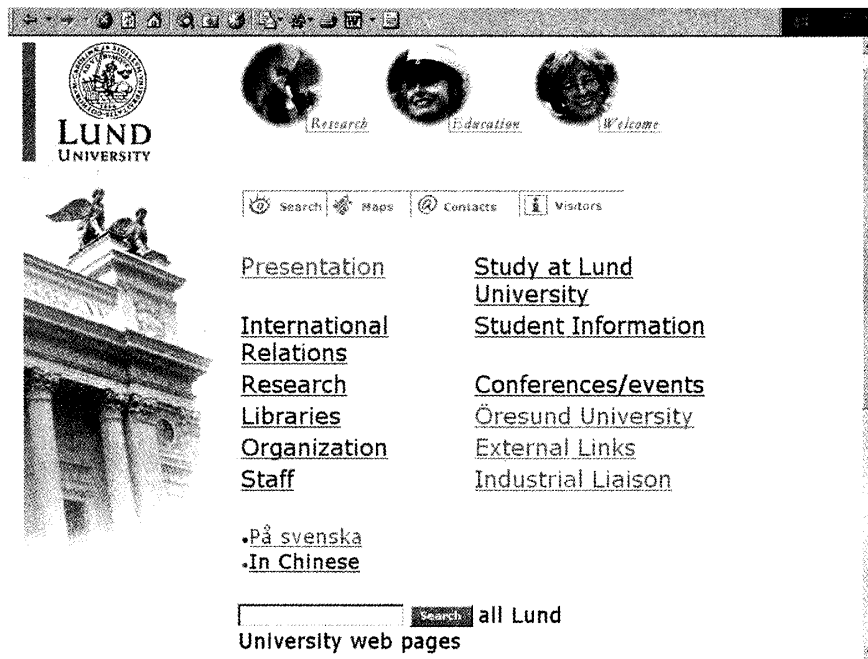 LUND
UNIVERSITY
Research
Education
Welcome
Search
Maps
Contacts
Visitors
Presentation
Study at Lund
University
International
Relations
Student Information
Research
Conferences/events
Libraries
Öresund University
Organization
External Links
Staff
Industrial Liaison
•På svenska
•In Chinese
Search all Lund
University web pages